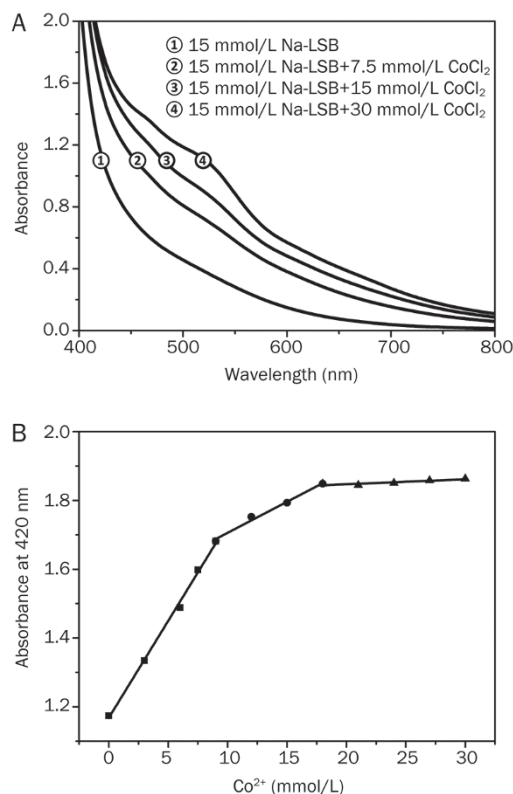 A
2.0
1.6
1.2
0.8
0.4
0.0
Absorbance
① 15 mmol/L Na-LSB
② 15 mmol/L Na-LSB+7.5 mmol/L CoCl₂
③ 15 mmol/L Na-LSB+15 mmol/L CoCl₂
④ 15 mmol/L Na-LSB+30 mmol/L CoCl₂
① ② ③ ④
400 500 600 700 800
Wavelength (nm)
B
2.0
1.8
1.6
1.4
1.2
Absorbance at 420 nm
0 5 10 15 20 25 30
Co²⁺ (mmol/L)